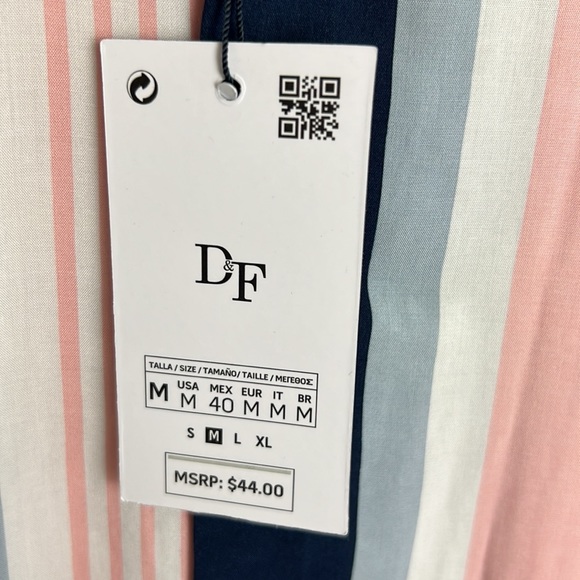 D&F
TALLA / SIZE / TAMAÑO/ TAILLE / ΜΕΓΕΘΟΣ
M USA MEX EUR IT BR
M 40 M M M
S M L XL
MSRP: $44.00